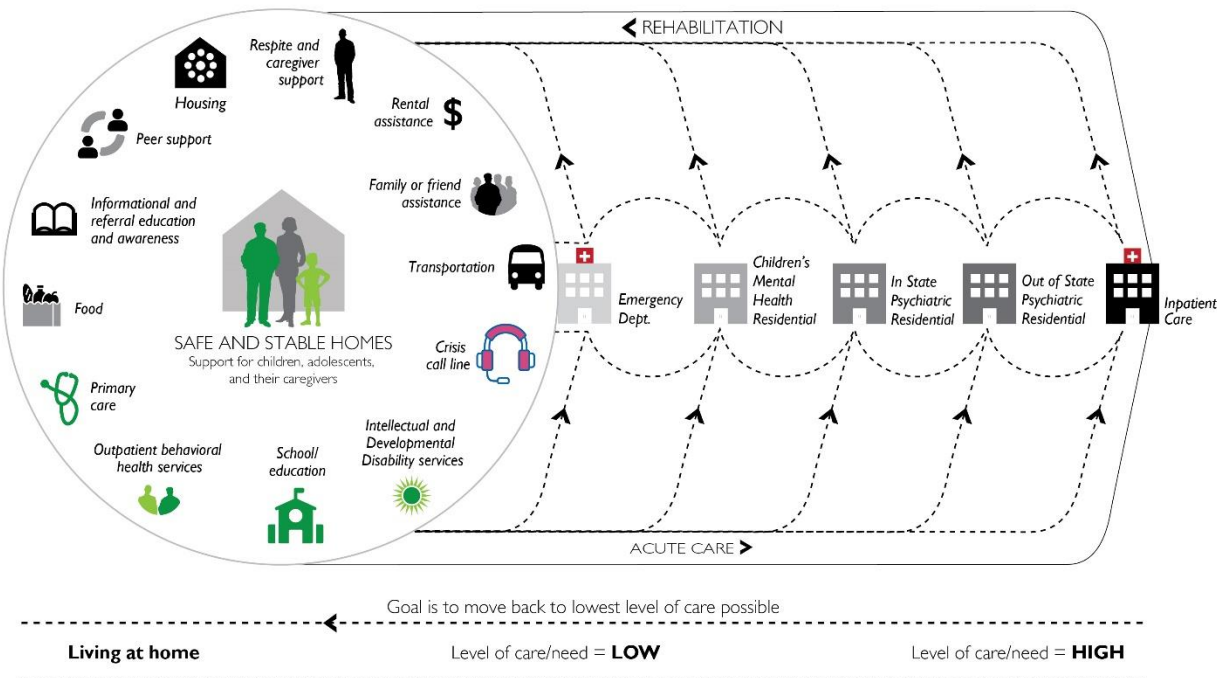 REHABILITATION
Respite and
caregiver
support
Housing
Rental
assistance
$
Peer support
Family or friend
assistance
Informational and
referral education
and awareness
Transportation
Food
SAFE AND STABLE HOMES
Support for children, adolescents,
and their caregivers
Crisis
call line
Primary
care
Outpatient behavioral
health services
School/
education
Intellectual and
Developmental
Disability services
Emergency
Dept.
Children's
Mental
Health
Residential
In State
Psychiatric
Residential
Out of State
Psychiatric
Residential
Inpatient
Care
ACUTE CARE
Goal is to move back to lowest level of care possible
Living at home
Level of care/need = LOW
Level of care/need = HIGH